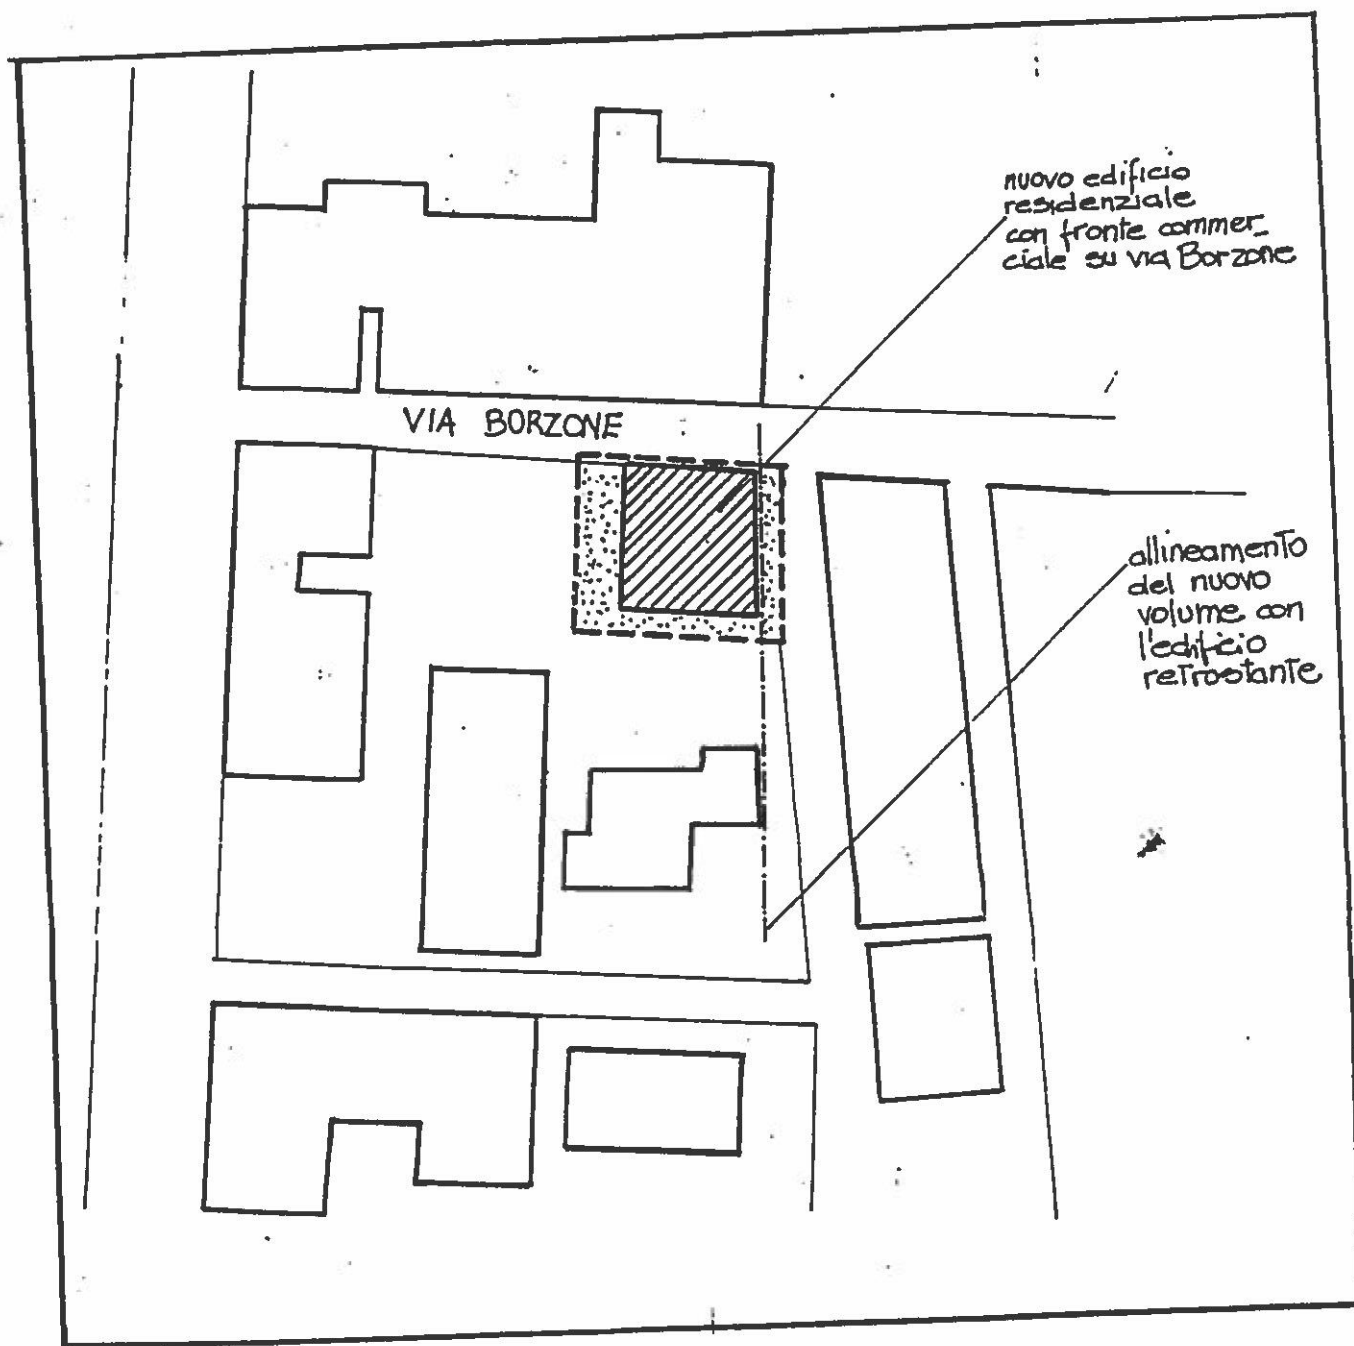 nuovo edificio
residenziale
con fronte commer_
ciale su via Borzone
VIA BORZONE
allineamento
del nuovo
volume con
l'edificio
retrostante